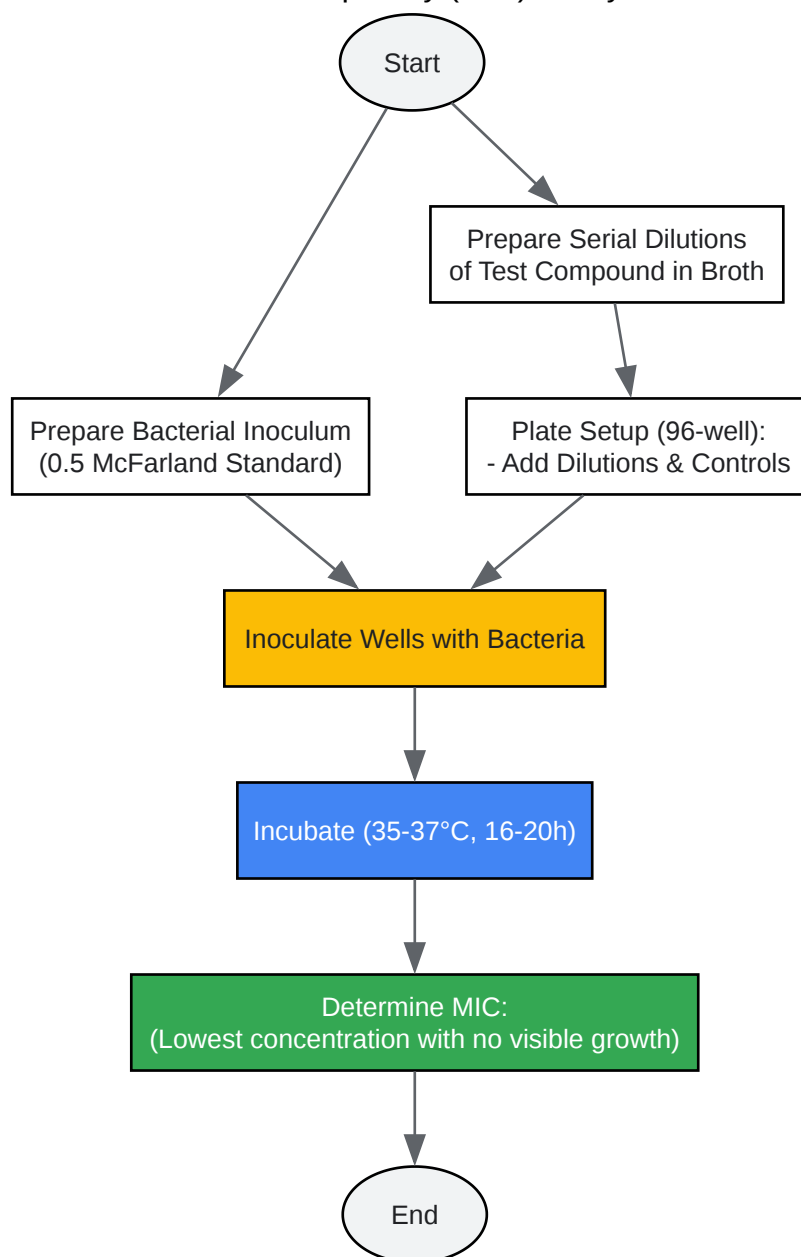 Start
Prepare Serial Dilutions
of Test Compound in Broth
Prepare Bacterial Inoculum
(0.5 McFarland Standard)
Plate Setup (96-well):
- Add Dilutions & Controls
Inoculate Wells with Bacteria
Incubate (35-37°C, 16-20h)
Determine MIC:
(Lowest concentration with no visible growth)
End